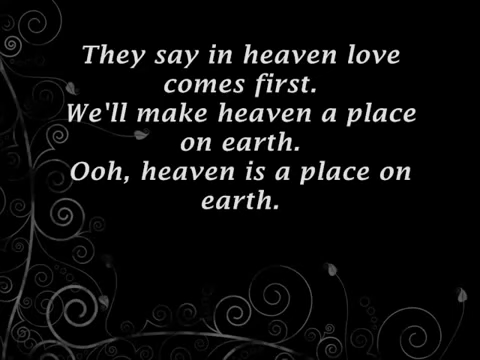 They say in heaven love
comes first.
We'll make heaven a place
on earth.
Ooh, heaven is a place on
earth.